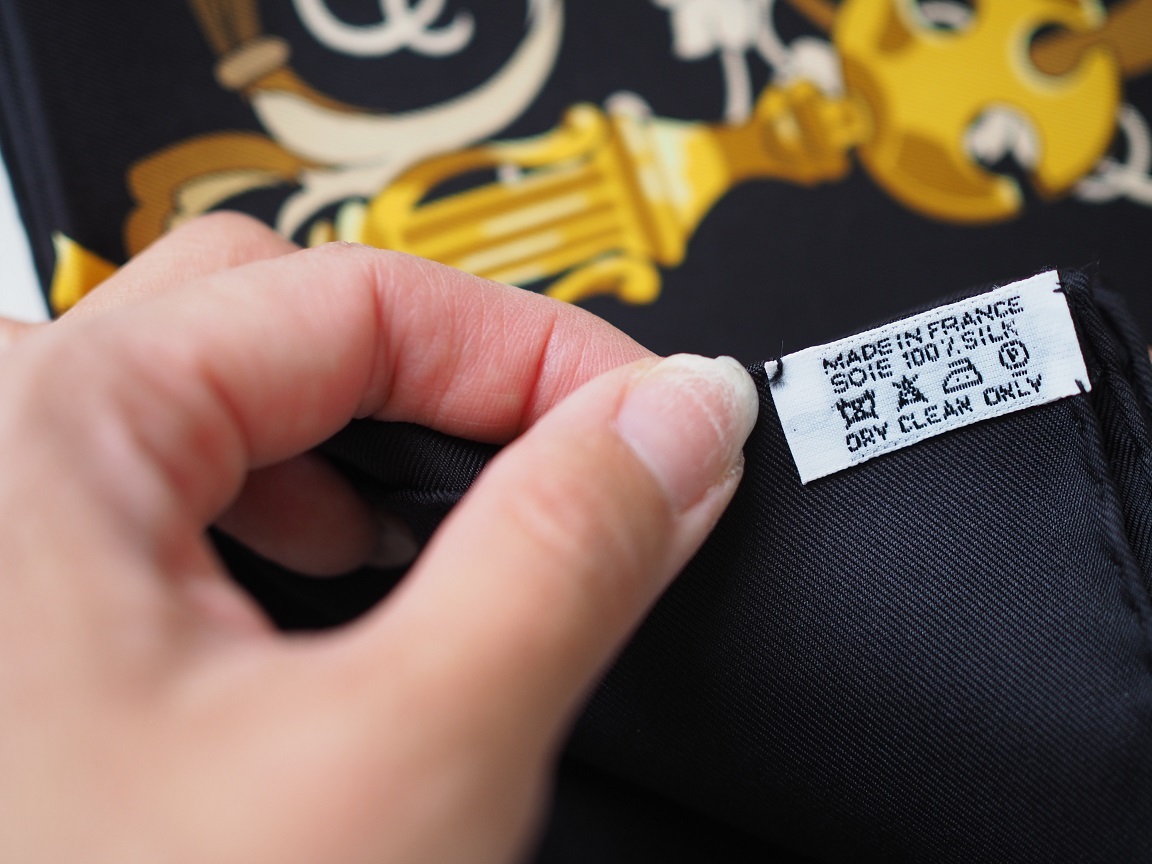 MADE IN FRANCE
SOIE 100% SILK
P
DRY CLEAN ONLY